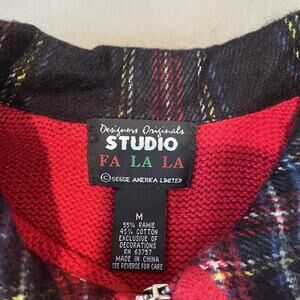 Designers Originals
STUDIO
FA LA LA
© SEGUE AMERICA LIMITED
M
55% RAMIE
45% COTTON
EXCLUSIVE OF
DECORATIONS
RN 63757
MADE IN CHINA
SEE REVERSE FOR CARE